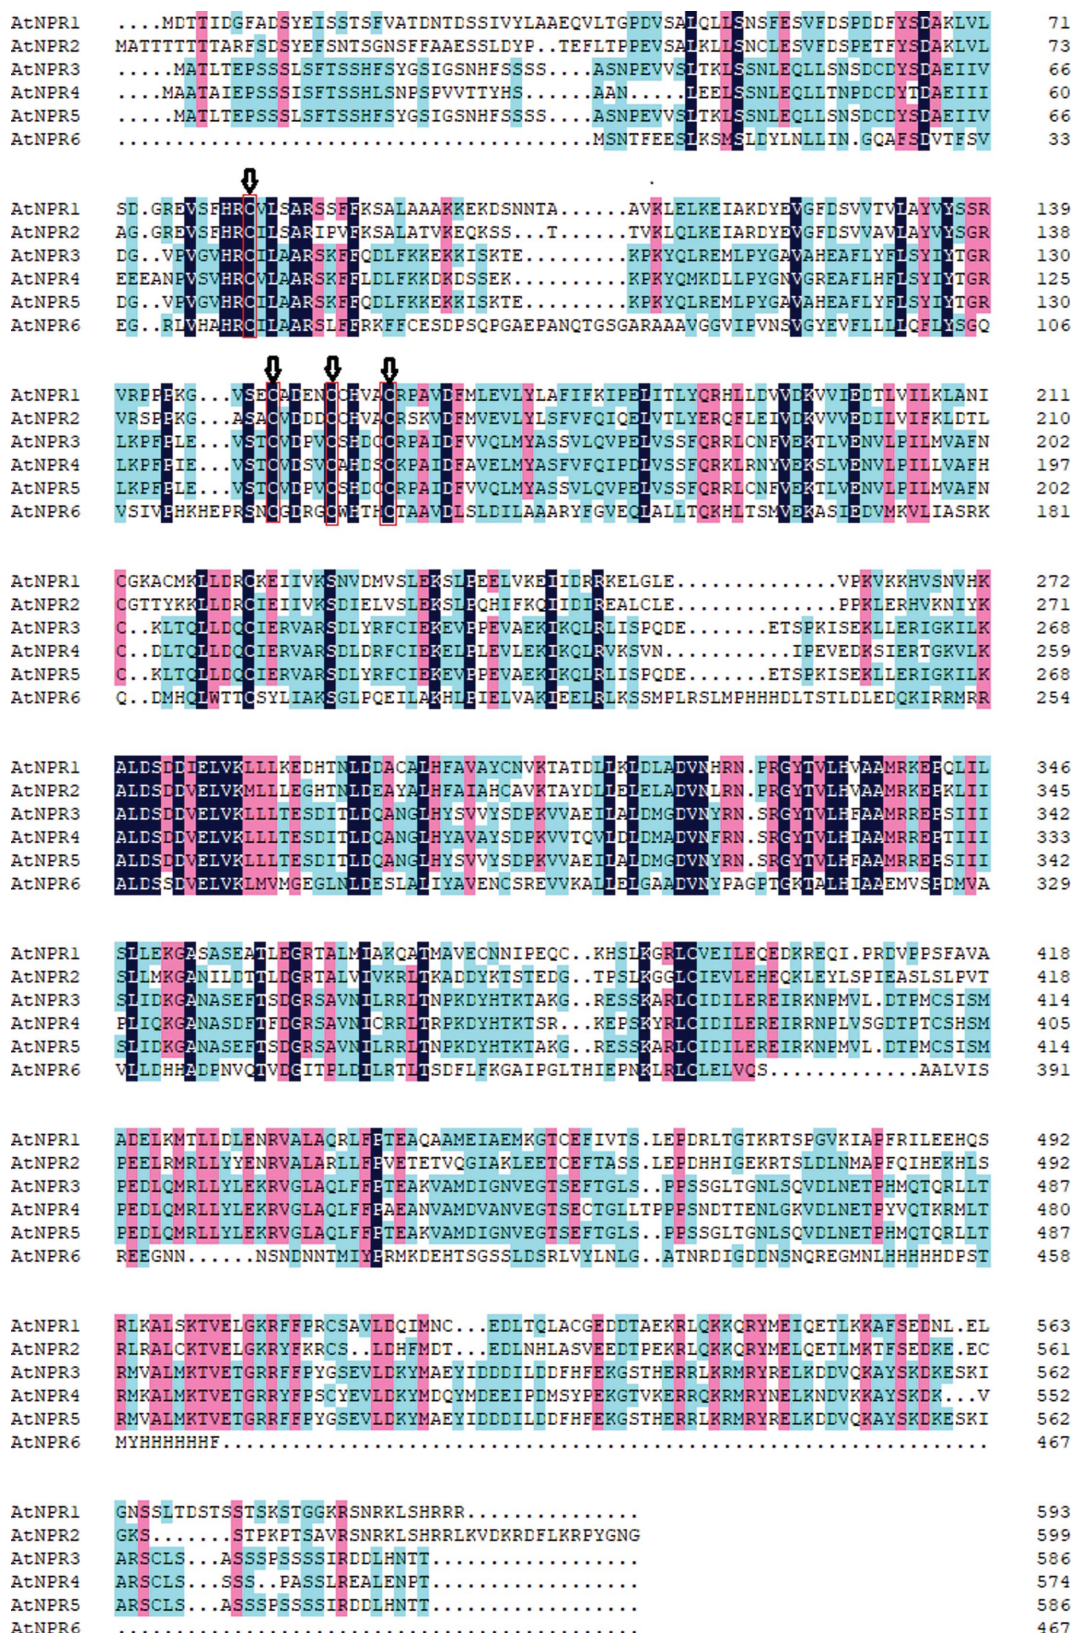 AtNPR1 ....MDTTIDGFADSYEISSTSFVATDNTDSSIVYLAAEQVLTGPDVSALQLLSNSFESVFDSPDDFYSDAKLVL 71
AtNPR2 MATTTTTTTARFSDSYEFSNTSGNSFFAAESSLDYP..TEFLTPPEVSALKLLSNCLESVFDSPETFYSDAKLVL 73
AtNPR3 .....MATLTEPSSSLSFTSSHFSYGSIGSNHFSSSS....ASNPEVVSLTKLSSNLEQLLSNSDCDYSDAEIIV 66
AtNPR4 ....MAATAIEPSSSISFTSSHLSNPSPVVTTYHS......AAN.....LEELSSNLEQLLTNPDCDYTDAEIII 60
AtNPR5 .....MATLTEPSSSLSFTSSHFSYGSIGSNHFSSSS....ASNPEVVSLTKLSSNLEQLLSNSDCDYSDAEIIV 66
AtNPR6 .........................................MSNTFEESLKSMSLDYLNLLIN.GQAFSDVTFSV 33
AtNPR1 SD.GREVSFHRCVLSARSSFFKSALAAAKKEKDSNNTA......AVKLELKEIAKDYEVGFDSVVTVLAYVYSSR 139
AtNPR2 AG.GREVSFHRCILSARIPVFKSALATVKEQKSS...T......TVKLQLKEIARDYEVGFDSVVAVLAYVYSGR 138
AtNPR3 DG..VPVGVHRCILAARSKFFQDLFKKEKKISKTE.........KPKYQLREMLPYGAVAHEAFLYFLSYIYTGR 130
AtNPR4 EEEANPVSVHRCVLAARSKFFLDLFKKDKDSSEK..........KPKYQMKDLLPYGNVGREAFLHFLSYIYTGR 125
AtNPR5 DG..VPVGVHRCILAARSKFFQDLFKKEKKISKTE.........KPKYQLREMLPYGAVAHEAFLYFLSYIYTGR 130
AtNPR6 EG..RLVHAHRCILAARSLFFRKFFCESDPSQPGAEPANQTGSGARAAAVGGVIPVNSVGYEVFLLLLQFLYSGQ 106
AtNPR1 VRPPPKG...VSECADENCCHVACRPAVDFMLEVLYLAFIFKIPELITLYQRHLLDVVDKVVIEDTLVILKLANI 211
AtNPR2 VRSPPKG...ASACVDDDCCHVACRSKVDFMVEVLYLSFVFQIQELVTLYERQFLEIVDKVVVEDILVIFKLDTL 210
AtNPR3 LKPFPLE...VSTCVDPVCSHDCCRPAIDFVVQLMYASSVLQVPELVSSFQRRLCNFVEKTLVENVLPILMVAFN 202
AtNPR4 LKPFPIE...VSTCVDSVCAHDSCKPAIDFAVELMYASFVFQIPDLVSSFQRKLRNYVEKSLVENVLPILLVAFH 197
AtNPR5 LKPFPLE...VSTCVDPVCSHDCCRPAIDFVVQLMYASSVLQVPELVSSFQRRLCNFVEKTLVENVLPILMVAFN 202
AtNPR6 VSIVPHKHEPRSNCGDRGCWHTHCTAAVDLSLDILAAARYFGVEQLALLTQKHLTSMVEKASIEDVMKVLIASRK 181
AtNPR1 CGKACMKLLDRCKEIIVKSNVDMVSLEKSLPEELVKEIIDRRKELGLE..............VPKVKKHVSNVHK 272
AtNPR2 CGTTYKKLLDRCIEIIVKSDIELVSLEKSLPQHIFKQIIDIREALCLE..............PPKLERHVKNIYK 271
AtNPR3 C..KLTQLLDQCIERVARSDLYRFCIEKEVPPEVAEKIKQLRLISPQDE........ETSPKISEKLLERIGKILK 268
AtNPR4 C..DLTQLLDQCIERVARSDLDRFCIEKELPLEVLEKIKQLRVKSVN..........IPEVEDKSIERTGKVLK 259
AtNPR5 C..KLTQLLDQCIERVARSDLYRFCIEKEVPPEVAEKIKQLRLISPQDE........ETSPKISEKLLERIGKILK 268
AtNPR6 Q..DMHQLWTTCSYLIAKSGLPQEILAKHLPIELVAKIEELRLKSSMPLRSLMPHHHDLTSTLDLEDQKIRRMRR 254
AtNPR1 ALDSDDIELVKLLLKEDHTNLDDACALHFAVAYCNVKTATDLLKLDLADVNHRN.PRGYTVLHVAAMRKEPQLIL 346
AtNPR2 ALDSDDVELVKMLLLEGHTNLDEAYALHFAIAHCAVKTAYDLLELELADVNLRN.PRGYTVLHVAAMRKEPKLII 345
AtNPR3 ALDSDDVELVKLLLTESDITLDQANGLHYSVVYSDPKVVAEILALDMGDVNYRN.SRGYTVLHFAAMRREPSIII 342
AtNPR4 ALDSDDVELVKLLLTESDITLDQANGLHYAVAYSDPKVVTQVLDLDMADVNFRN.SRGYTVLHIAAMRREPTIII 333
AtNPR5 ALDSDDVELVKLLLTESDITLDQANGLHYSVVYSDPKVVAEILALDMGDVNYRN.SRGYTVLHFAAMRREPSIII 342
AtNPR6 ALDSSDVELVKLMVMGEGLNLDESLALIYAVENCSREVVKALLELGAADVNYPAGPTGKTALHIAAEMVSPDMVA 329
AtNPR1 SLLEKGASASEATLEGRTALMIAKQATMAVECNNIPEQC..KHSLKGRLCVEILEQEDKREQI.PRDVPPSFAVA 418
AtNPR2 SLLMKGANILDTTLDGRTALVIVKRLTKADDYKTSTEDG..TPSLKGGLCIEVLEHEQKLEYLSPIEASLSLPVT 418
AtNPR3 SLIDKGANASEFTSDGRSAVNILRRLTNPKDYHTKTAKG..RESSKARLCIDILEREIRKNPMVL.DTPMCSISM 414
AtNPR4 PLIQKGANASDFTFDGRSAVNICRRLTRPKDYHTKTSR...KEPSKYRLCIDILEREIRRNPLVSGDTPTCSHSM 405
AtNPR5 SLIDKGANASEFTSDGRSAVNILRRLTNPKDYHTKTAKG..RESSKARLCIDILEREIRKNPMVL.DTPMCSISM 414
AtNPR6 VLLDHHADPNVQTVDGITPLDILRTLTSDFLFKGAIPGLTHIEPNKLRLCLELVQS.............AALVIS 391
AtNPR1 ADELKMTLLDLENRVALAQRLFPTEAQAAMEIAEMKGTCEFIVTS.LEPDRLTGTKRTSPGVKIAPFRILEEHQS 492
AtNPR2 PEELRMRLLYYENRVALARLLFPVETETVQGIAKLEETCEFTASS.LEPDHHIGEKRTSLDLNMAPFQIHEKHLS 492
AtNPR3 PEDLQMRLLYLEKRVGLAQLFFPTEAKVAMDIGNVEGTSEFTGLS..PPSSGLTGNLSQVDLNETPHMQTQRLLT 487
AtNPR4 PEDLQMRLLYLEKRVGLAQLFFPAEANVAMDVANVEGTSECTGLLTPPPSNDTTENLGKVDLNETPYVQTKRMLT 480
AtNPR5 PEDLQMRLLYLEKRVGLAQLFFPTEAKVAMDIGNVEGTSEFTGLS..PPSSGLTGNLSQVDLNETPHMQTQRLLT 487
AtNPR6 REEGNN......NSNDNNTMIYPRMKDEHTSGSSLDSRLVYLNLG..ATNRDIGDDNSNQREGMNLHHHHHDPST 458
AtNPR1 RLKALSKTVELGKRFFPRCSAVLDQIMNC...EDLTQLACGEDDTAEKRLQKKQRYMEIQETLKKAFSEDNL.EL 563
AtNPR2 RLRALCKTVELGKRYFKRCS..LDHFMDT...EDLNHLASVEEDTPEKRLQKKQRYMELQETLMKTFSEDKE.EC 561
AtNPR3 RMVALMKTVETGRRFFPYGSEVLDKYMAEYIDDDILDDFHFEKGSTHERRLKRMRYRELKDDVQKAYSKDKESKI 562
AtNPR4 RMKALMKTVETGRRYFPSCYEVLDKYMDQYMDEEIPDMSYPEKGTVKERRQKRMRYNELKNDVKKAYSKDK...V 552
AtNPR5 RMVALMKTVETGRRFFPYGSEVLDKYMAEYIDDDILDDFHFEKGSTHERRLKRMRYRELKDDVQKAYSKDKESKI 562
AtNPR6 MYHHHHHHF.................................................................. 467
AtNPR1 GNSSLTDSTSSTSKSTGGKRSNRKLSHRRR............... 593
AtNPR2 GKS.......STPKPTSAVRSNRKLSHRRLKVDKRDFLKRPYGNG 599
AtNPR3 ARSCLS...ASSSPSSSSIRDDLHNTT.................. 586
AtNPR4 ARSCLS...SSS..PASSLREALENPT.................. 574
AtNPR5 ARSCLS...ASSSPSSSSIRDDLHNTT.................. 586
AtNPR6 ............................................. 467